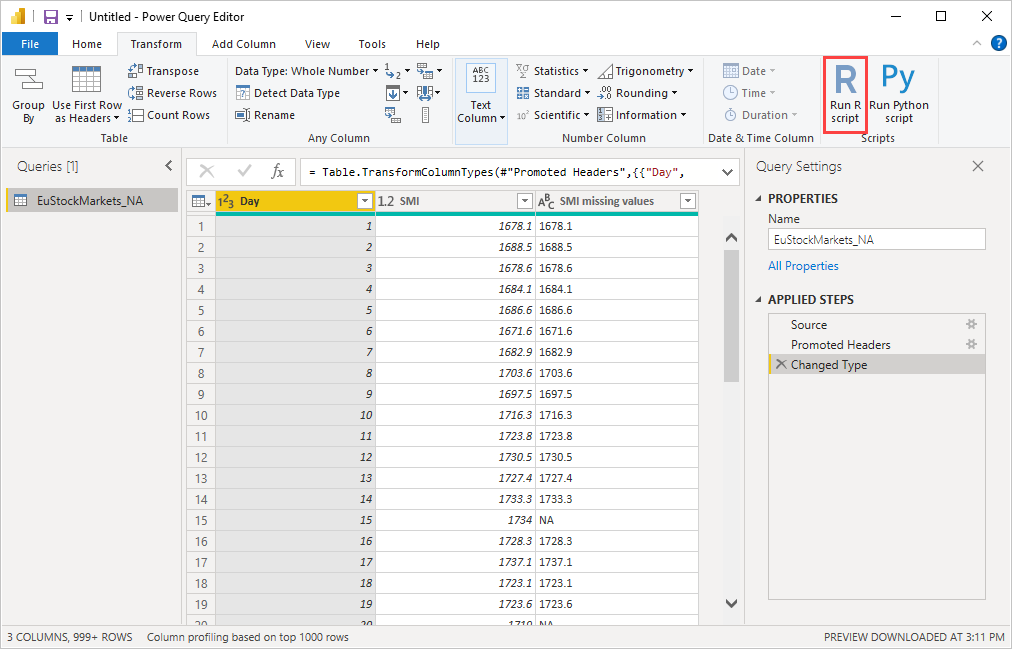 Untitled - Power Query Editor
File Home Transform Add Column View Tools Help
?
Group By
Use First Row as Headers
Transpose
Reverse Rows
Count Rows
Table
Data Type: Whole Number
Detect Data Type
Rename
1 2
Any Column
ABC 123
Text Column
Statistics
Standard
Scientific
Trigonometry
Rounding
Information
Number Column
Date
Time
Duration
Date & Time Column
R
Run R script
Py
Run Python script
Scripts
Queries [1]
EuStockMarkets_NA
fx = Table.TransformColumnTypes(#"Promoted Headers",{{"Day",
1 2 3 Day 1.2 SMI ABC SMI missing values
1 1 1678.1 1678.1
2 2 1688.5 1688.5
3 3 1678.6 1678.6
4 4 1684.1 1684.1
5 5 1686.6 1686.6
6 6 1671.6 1671.6
7 7 1682.9 1682.9
8 8 1703.6 1703.6
9 9 1697.5 1697.5
10 10 1716.3 1716.3
11 11 1723.8 1723.8
12 12 1730.5 1730.5
13 13 1727.4 1727.4
14 14 1733.3 1733.3
15 15 1734 NA
16 16 1728.3 1728.3
17 17 1737.1 1737.1
18 18 1723.1 1723.1
19 19 1723.6 1723.6
20 20 1719 NA
Query Settings
PROPERTIES
Name
EuStockMarkets_NA
All Properties
APPLIED STEPS
Source
Promoted Headers
Changed Type
3 COLUMNS, 999+ ROWS Column profiling based on top 1000 rows
PREVIEW DOWNLOADED AT 3:11 PM